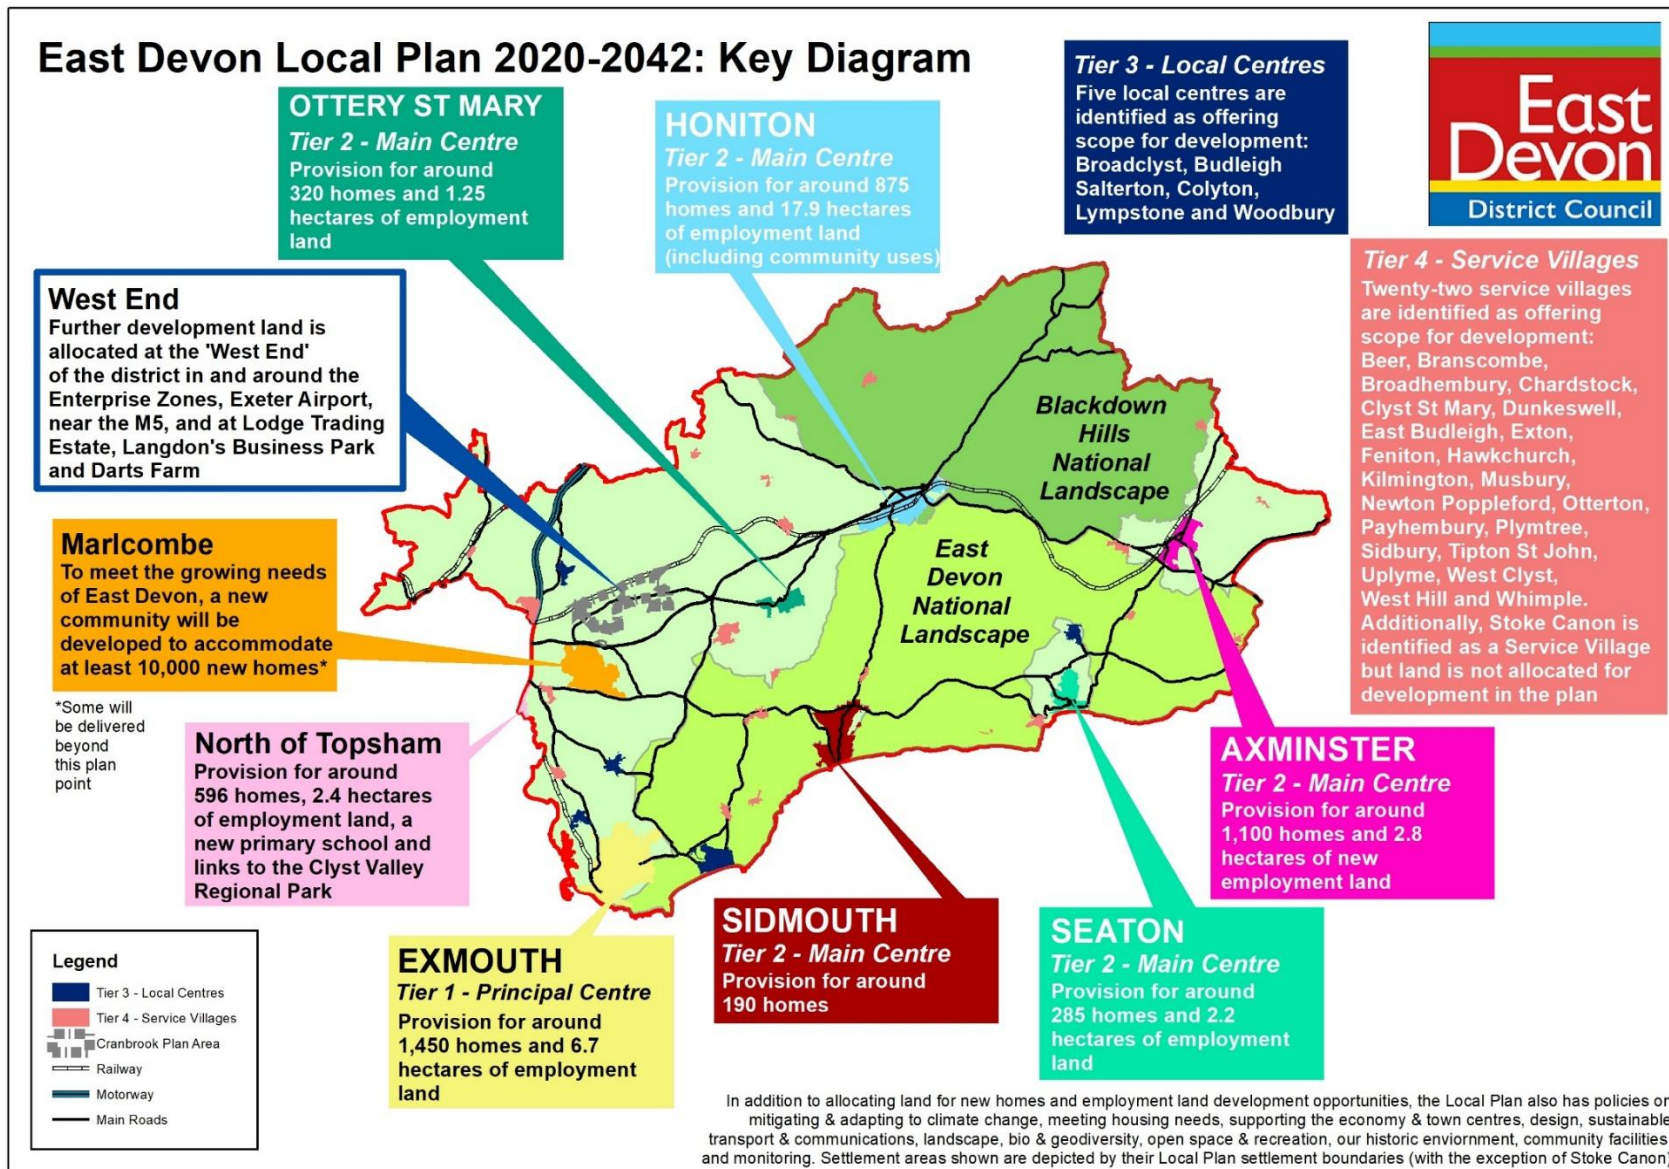 East Devon Local Plan 2020-2042: Key Diagram
OTTERY ST MARY
Tier 2 - Main Centre
Provision for around
320 homes and 1.25
hectares of employment
land
HONITON
Tier 2 - Main Centre
Provision for around 875
homes and 17.9 hectares
of employment land
(including community uses)
Tier 3 - Local Centres
Five local centres are
identified as offering
scope for development:
Broadclyst, Budleigh
Salterton, Colyton,
Lympstone and Woodbury
East
Devon
District Council
West End
Further development land is
allocated at the 'West End'
of the district in and around the
Enterprise Zones, Exeter Airport,
near the M5, and at Lodge Trading
Estate, Langdon's Business Park
and Darts Farm
Tier 4 - Service Villages
Twenty-two service villages
are identified as offering
scope for development:
Beer, Branscombe,
Broadhembury, Chardstock,
Clyst St Mary, Dunkeswell,
East Budleigh, Exton,
Feniton, Hawkchurch,
Kilmington, Musbury,
Newton Poppleford, Otterton,
Payhembury, Plymtree,
Sidbury, Tipton St John,
Uplyme, West Clyst,
West Hill and Whimple.
Additionally, Stoke Canon is
identified as a Service Village
but land is not allocated for
development in the plan
Blackdown
Hills
National
Landscape
East
Devon
National
Landscape
Marlcombe
To meet the growing needs
of East Devon, a new
community will be
developed to accommodate
at least 10,000 new homes*
*Some will
be delivered
beyond
this plan
point
North of Topsham
Provision for around
596 homes, 2.4 hectares
of employment land, a
new primary school and
links to the Clyst Valley
Regional Park
AXMINSTER
Tier 2 - Main Centre
Provision for around
1,100 homes and 2.8
hectares of new
employment land
EXMOUTH
Tier 1 - Principal Centre
Provision for around
1,450 homes and 6.7
hectares of employment
land
SIDMOUTH
Tier 2 - Main Centre
Provision for around
190 homes
SEATON
Tier 2 - Main Centre
Provision for around
285 homes and 2.2
hectares of employment
land
Legend
Tier 3 - Local Centres
Tier 4 - Service Villages
Cranbrook Plan Area
Railway
Motorway
Main Roads
In addition to allocating land for new homes and employment land development opportunities, the Local Plan also has policies on
mitigating & adapting to climate change, meeting housing needs, supporting the economy & town centres, design, sustainable
transport & communications, landscape, bio & geodiversity, open space & recreation, our historic enviornment, community facilities
and monitoring. Settlement areas shown are depicted by their Local Plan settlement boundaries (with the exception of Stoke Canon)